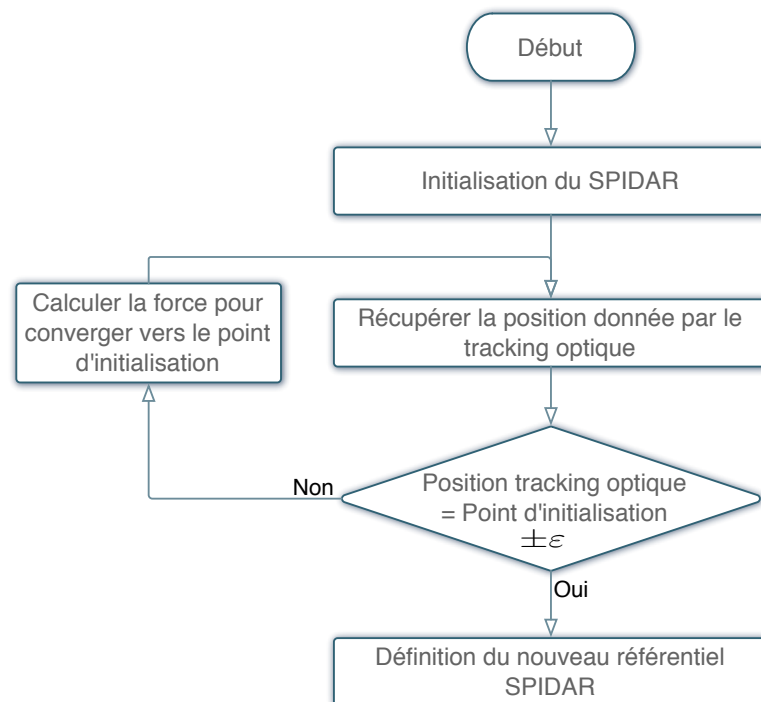 Début
Initialisation du SPIDAR
Calculer la force pour
converger vers le point
d'initialisation
Récupérer la position donnée par le
tracking optique
Non
Position tracking optique
= Point d'initialisation
±ε
Oui
Définition du nouveau référentiel
SPIDAR